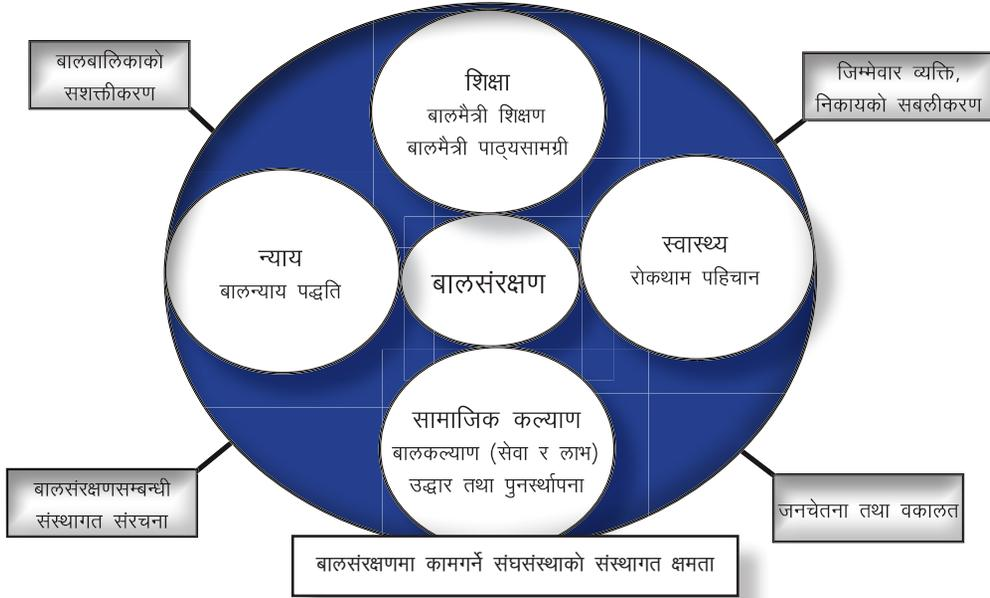 बालबालिकाको
सशक्तीकरण
शिक्षा
बालमैत्री शिक्षण
बालमैत्री पाठ्यसामग्री
जिम्मेवार व्यक्ति,
निकायको सबलीकरण
न्याय
बालन्याय पद्धति
बालसंरक्षण
स्वास्थ्य
रोकथाम पहिचान
सामाजिक कल्याण
बालकल्याण (सेवा र लाभ)
उद्धार तथा पुनर्स्थापना
बालसंरक्षणसम्बन्धी
संस्थागत संरचना
जनचेतना तथा वकालत
बालसंरक्षणमा कामगर्ने संघसंस्थाको संस्थागत क्षमता